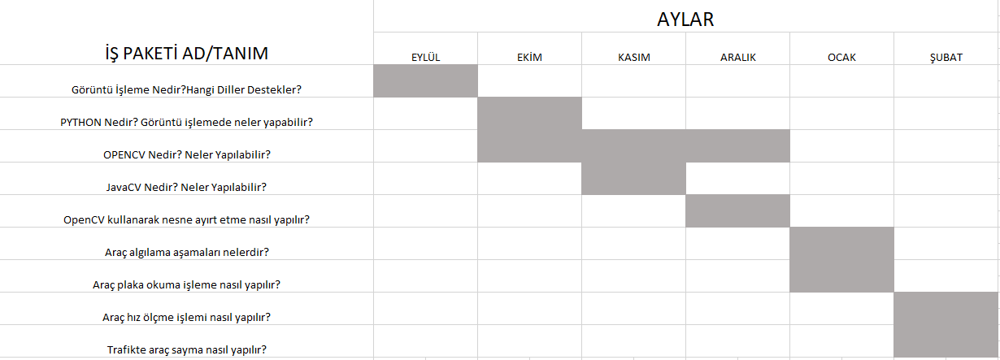 AYLAR
İŞ PAKETİ AD/TANIM
EYLÜL
EKİM
KASIM
ARALIK
OCAK
ŞUBAT
Görüntü İşleme Nedir?Hangi Diller Destekler?
PYTHON Nedir? Görüntü işlemede neler yapabilir?
OPENCV Nedir? Neler Yapılabilir?
JavaCV Nedir? Neler Yapılabilir?
OpenCV kullanarak nesne ayırt etme nasıl yapılır?
Araç algılama aşamaları nelerdir?
Araç plaka okuma işleme nasıl yapılır?
Araç hız ölçme işlemi nasıl yapılır?
Trafikte araç sayma nasıl yapılır?